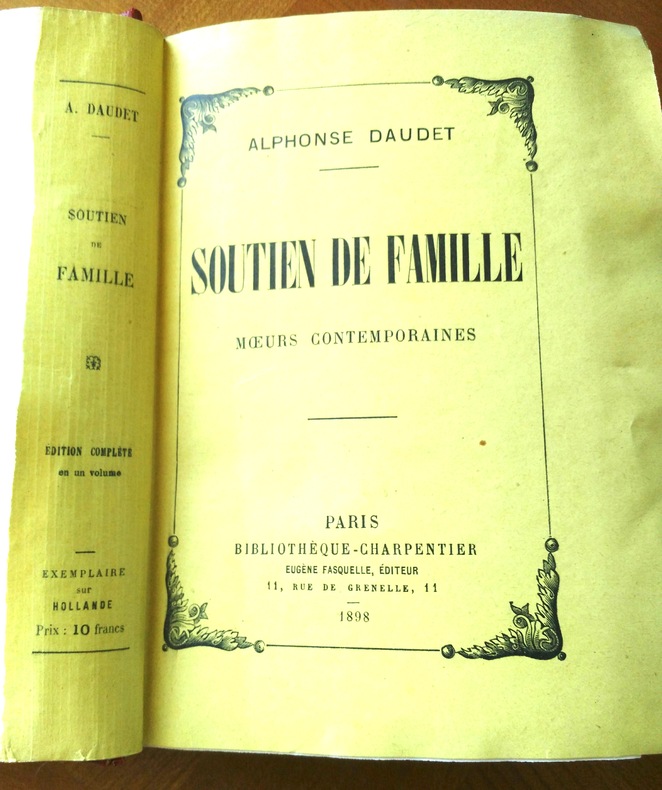 A. DAUDET
SOUTIEN
DE
FAMILLE
EDITION COMPLÈTE
en un volume
EXEMPLAIRE
sur
HOLLANDE
Prix : 10 francs
ALPHONSE DAUDET
SOUTIEN DE FAMILLE
MŒURS CONTEMPORAINES
PARIS
BIBLIOTHÈQUE-CHARPENTIER
EUGÈNE FASQUELLE, ÉDITEUR
11, RUE DE GRENELLE, 11
1898